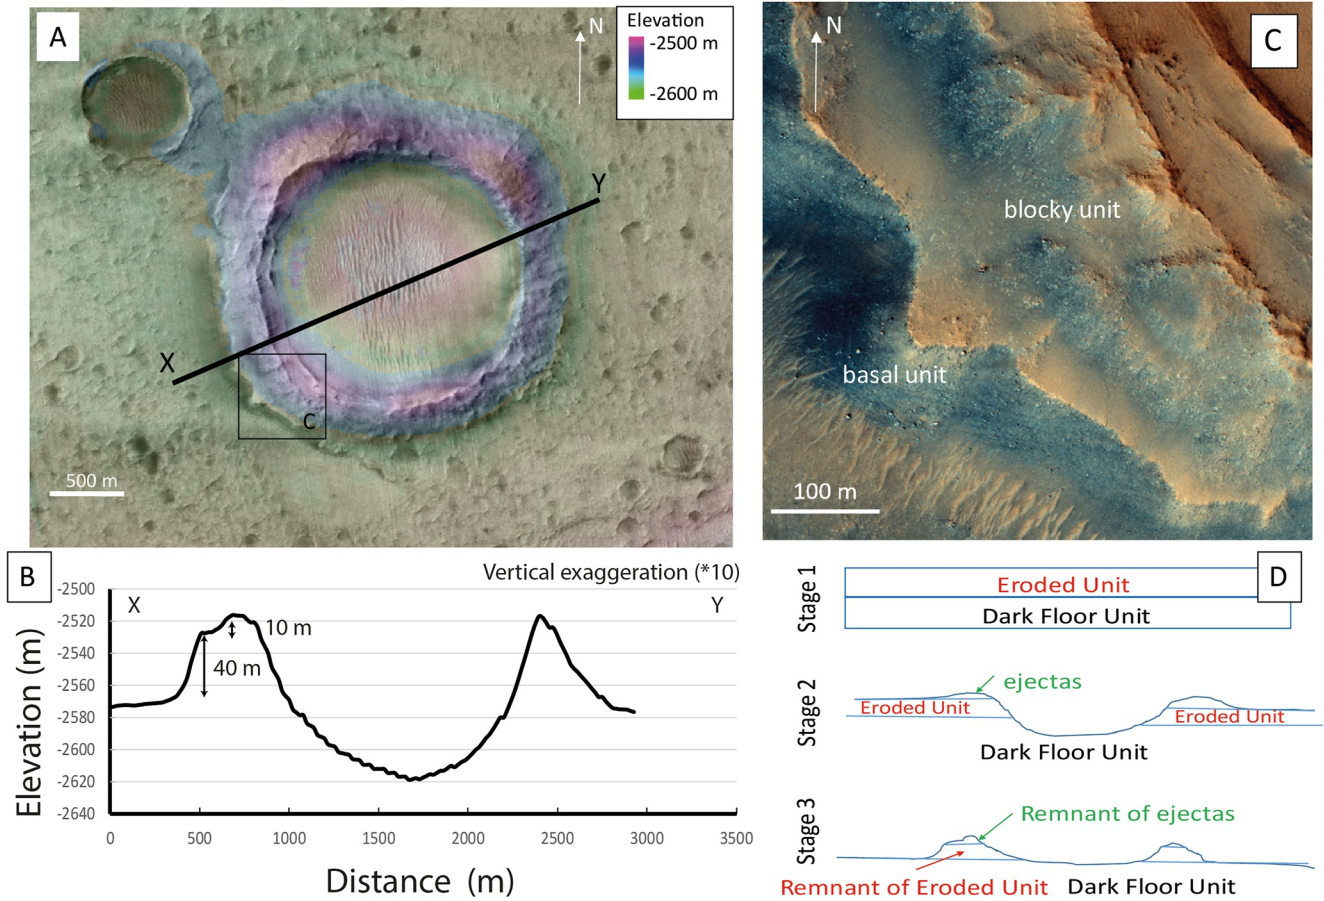 A
N
Elevation
-2500 m
-2600 m
Y
X
C
500 m
N
C
blocky unit
basal unit
100 m
B
Vertical exaggeration (*10)
X
Y
10 m
40 m
Elevation (m)
-2500
-2520
-2540
-2560
-2580
-2600
-2620
-2640
0
500
1000
1500
2000
2500
3000
3500
Distance (m)
D
Stage 1
Eroded Unit
Dark Floor Unit
Stage 2
ejectas
Eroded Unit
Eroded Unit
Dark Floor Unit
Stage 3
Remnant of ejectas
Remnant of Eroded Unit
Dark Floor Unit